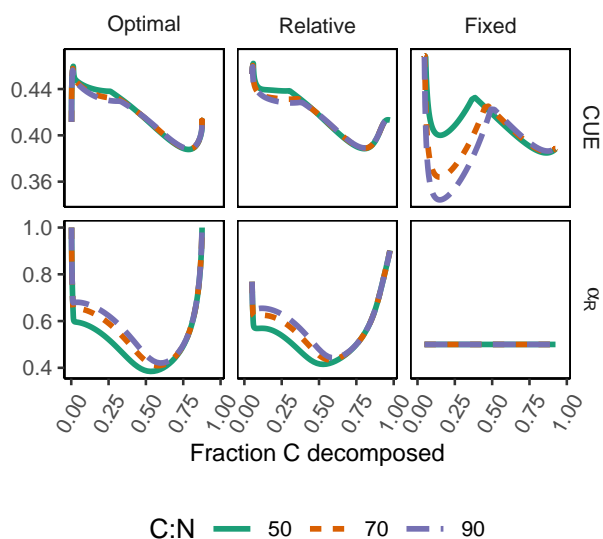 Optimal Relative Fixed
0.44
0.40
0.36
CUE
1.0
0.8
0.6
0.4
αR
0.00 0.25 0.50 0.75 1.00 0.00 0.25 0.50 0.75 1.00 0.00 0.25 0.50 0.75 1.00
Fraction C decomposed
C:N 50 70 90